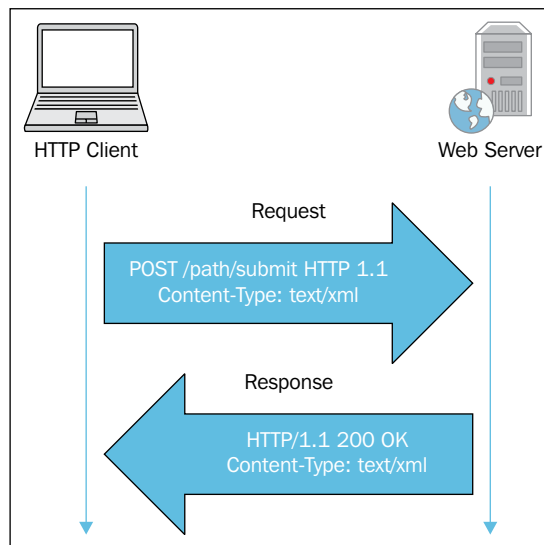 HTTP Client
Web Server
Request
POST /path/submit HTTP 1.1
Content-Type: text/xml
Response
HTTP/1.1 200 OK
Content-Type: text/xml